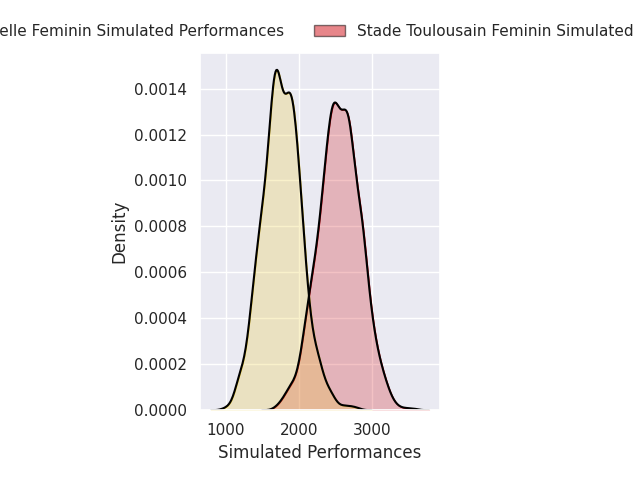 elle Feminin Simulated Performances
Stade Toulousain Feminin Simulated
0.0014
0.0012
0.0010
0.0008
0.0006
0.0004
0.0002
0.0000
Density
1000 2000 3000
Simulated Performances